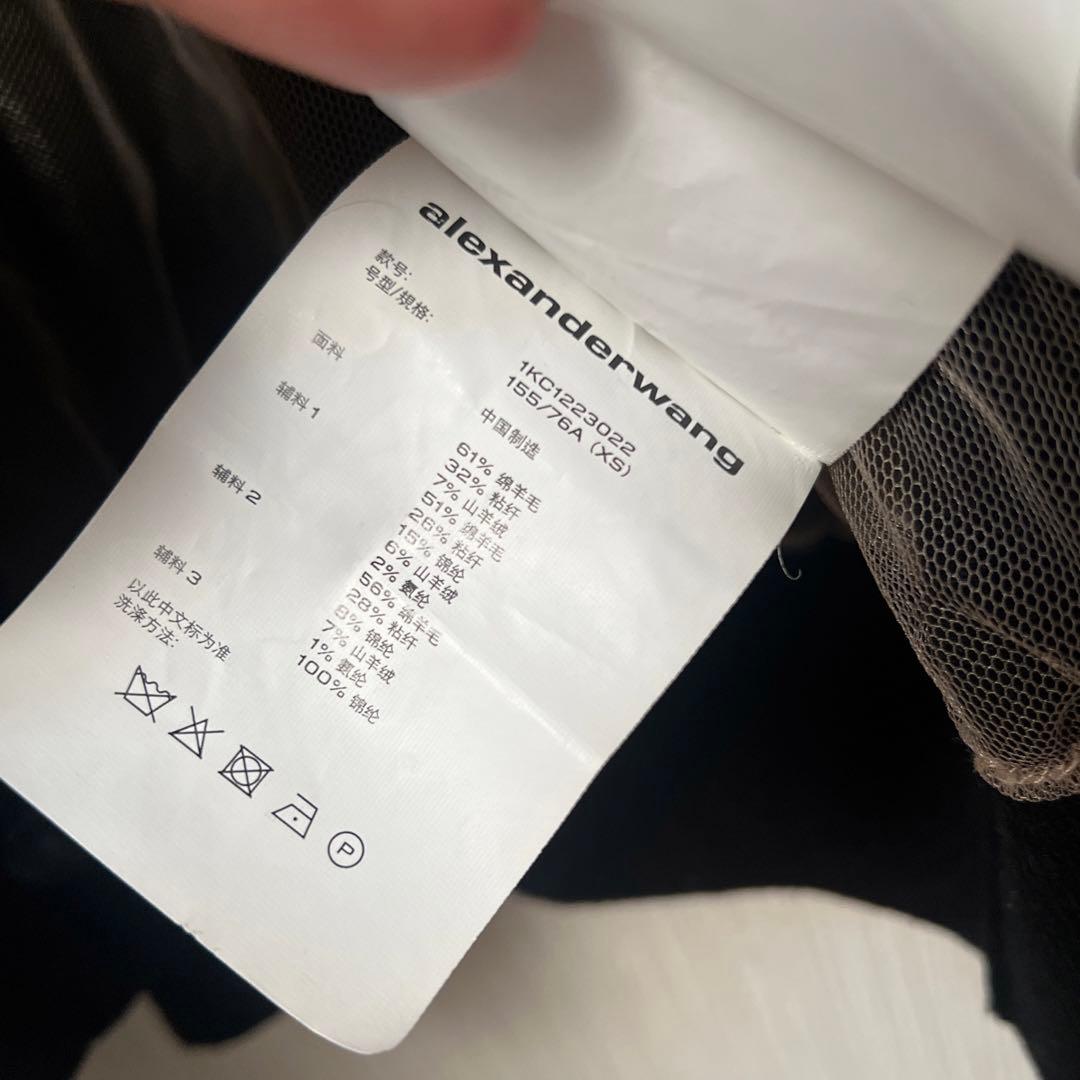 alexanderwang
款号:
1KC1223022
号型/規格:
155/76A (XS)
中国制造
面料
61% 绵羊毛
32% 粘纤
7% 山羊绒
辅料 1
51% 绵羊毛
26% 粘纤
15% 锦纶
6% 山羊绒
2% 氨纶
辅料 2
56% 绵羊毛
28% 粘纤
8% 锦纶
7% 山羊绒
1% 氨纶
辅料 3
100% 锦纶
以此中文标为准
洗涤方法:
P